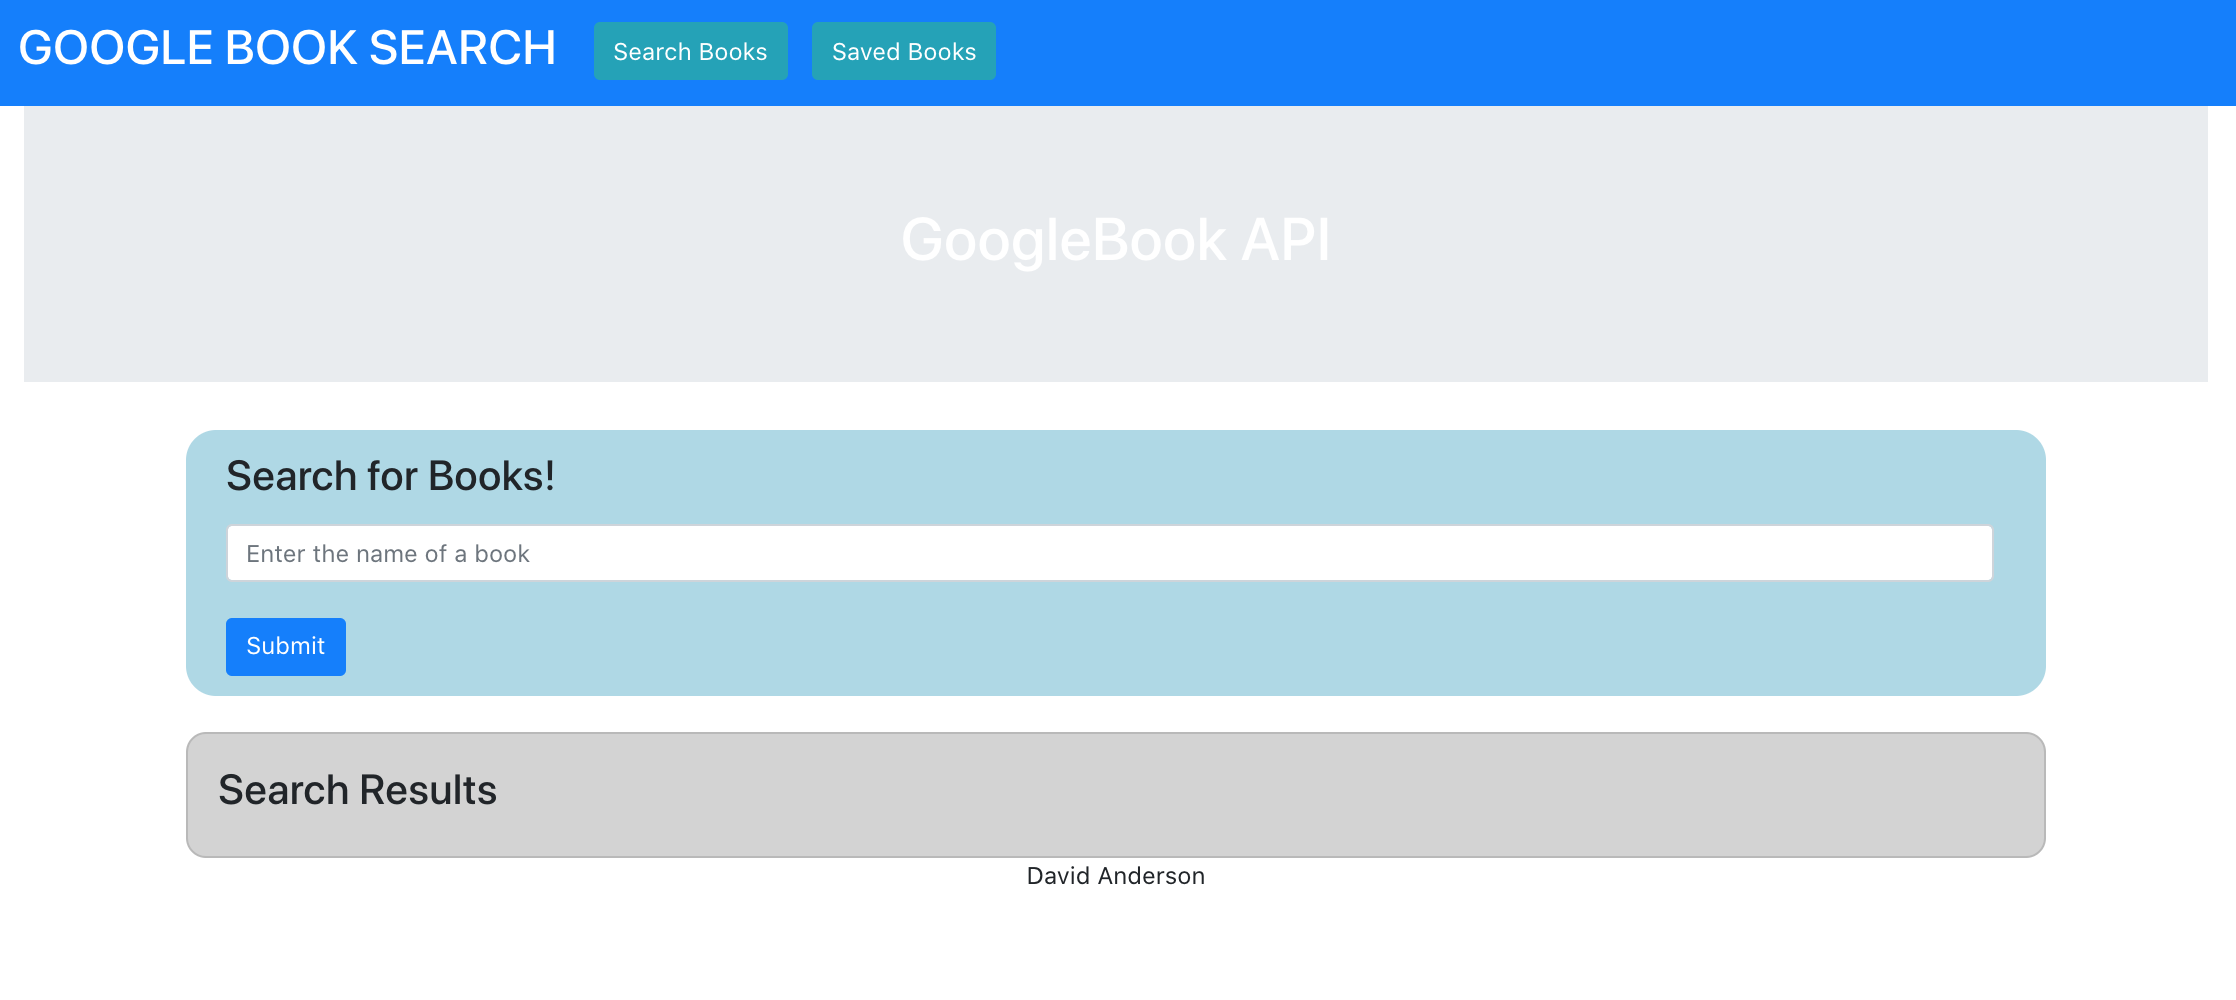 GOOGLE BOOK SEARCH Search Books Saved Books
GoogleBook API
Search for Books!
Enter the name of a book
Submit
Search Results
David Anderson